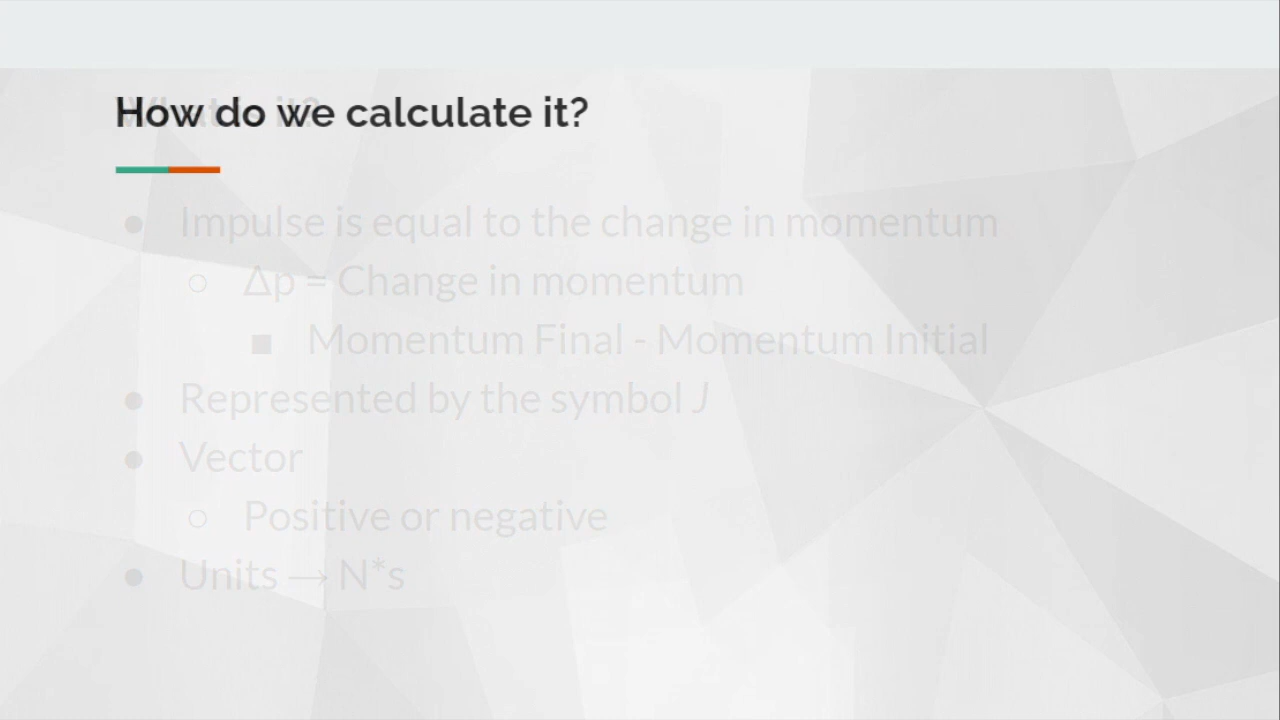 How do we calculate it?
● Impulse is equal to the change in momentum
○ Δp = Change in momentum
■ Momentum Final - Momentum Initial
● Represented by the symbol J
● Vector
○ Positive or negative
● Units → N*s